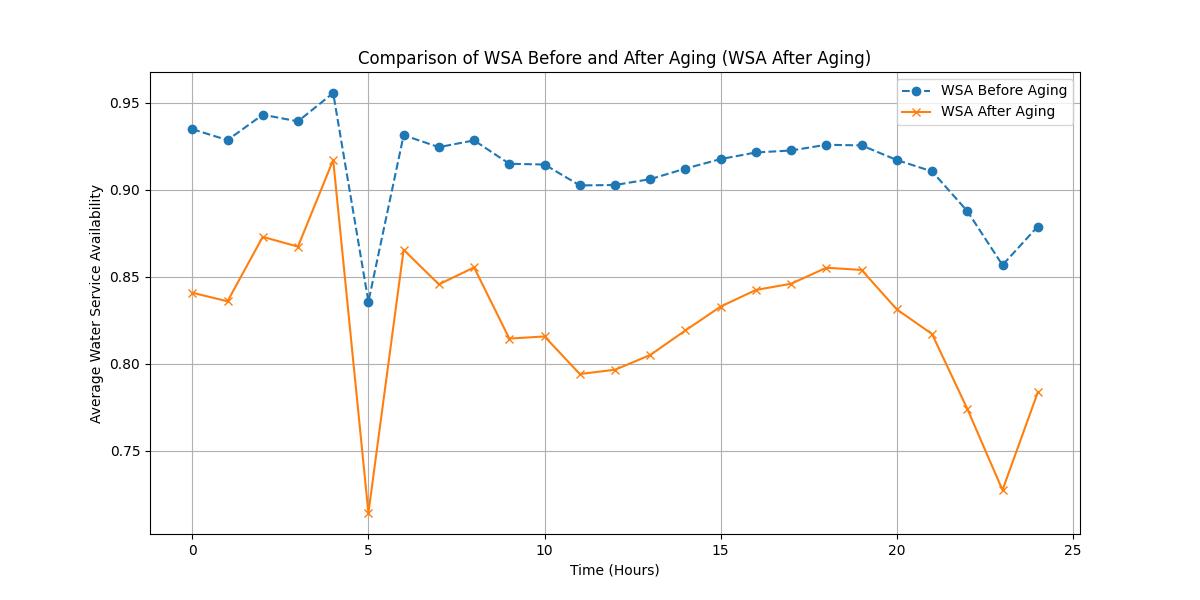 Comparison of WSA Before and After Aging (WSA After Aging)
WSA Before Aging
WSA After Aging
Average Water Service Availability
0.95
0.90
0.85
0.80
0.75
0 5 10 15 20 25
Time (Hours)